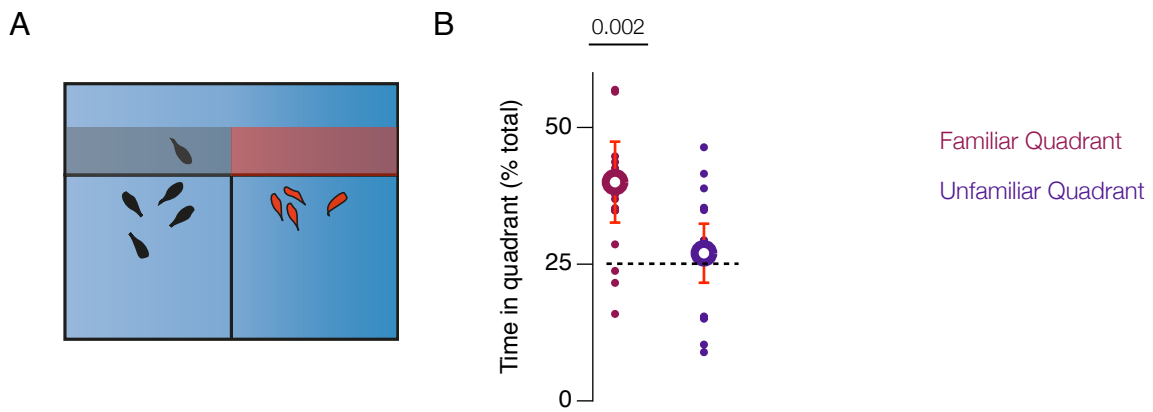 A
B
0.002
Time in quadrant (% total)
50
25
0
Familiar Quadrant
Unfamiliar Quadrant